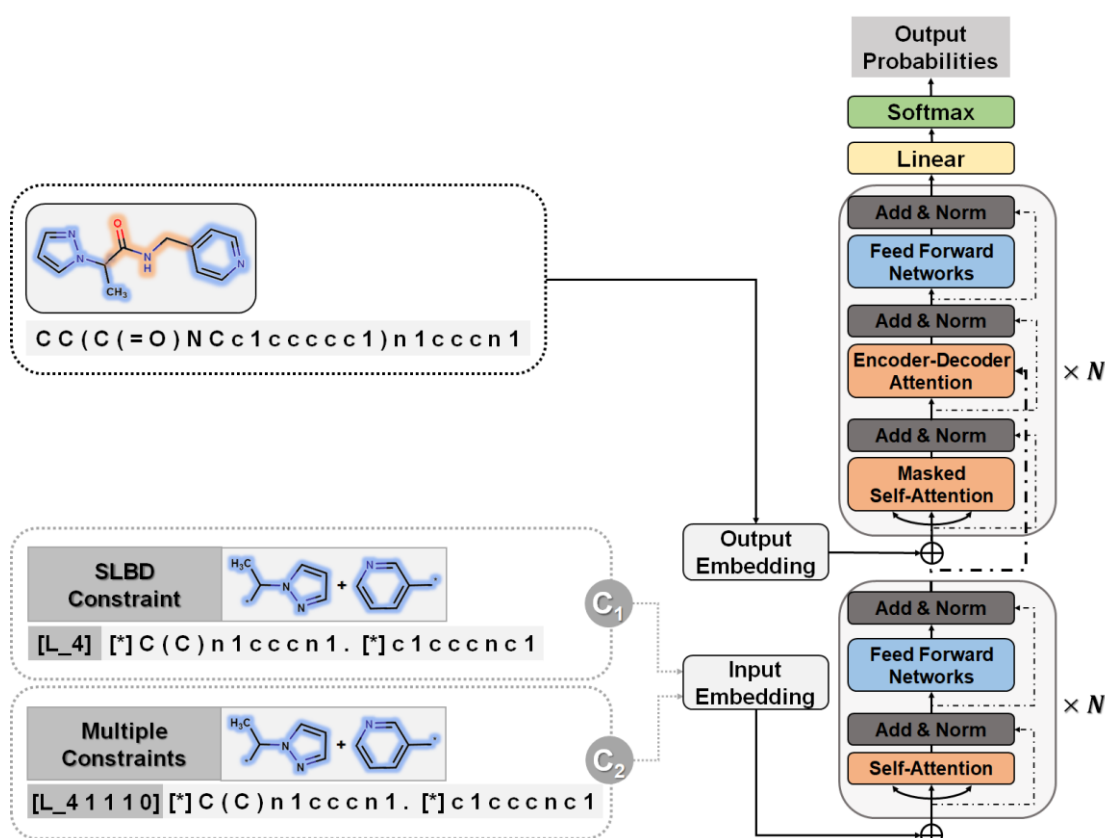 Output
Probabilities
Softmax
Linear
Add & Norm
Feed Forward
Networks
Add & Norm
Encoder-Decoder
Attention
× N
Add & Norm
Masked
Self-Attention
O
N
N
N
H
CH₃
N
C C ( C ( = O ) N C c 1 c c c c c 1 ) n 1 c c c n 1
Output
Embedding
SLBD
Constraint
H₃C
N
N
+
N
*
*
C₁
[L_4] [*] C ( C ) n 1 c c c n 1 . [*] c 1 c c c n c 1
Multiple
Constraints
H₃C
N
N
+
N
*
*
C₂
[L_4 1 1 1 0] [*] C ( C ) n 1 c c c n 1 . [*] c 1 c c c n c 1
Input
Embedding
Add & Norm
Feed Forward
Networks
× N
Add & Norm
Self-Attention